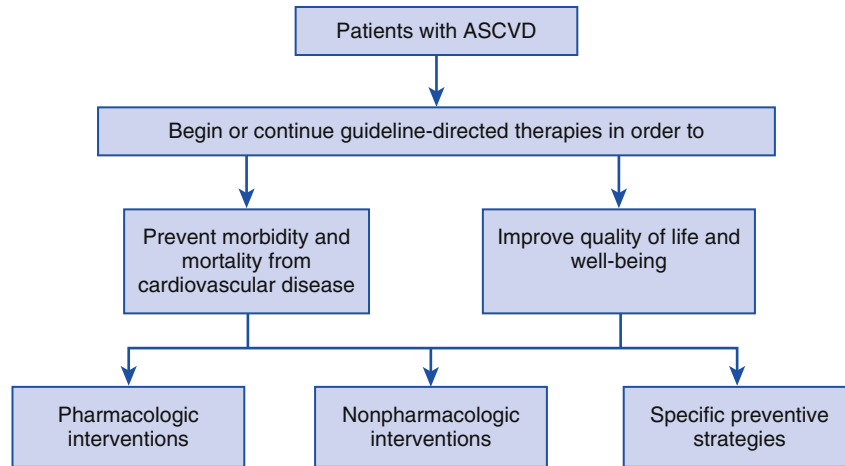 Patients with ASCVD
Begin or continue guideline-directed therapies in order to
Prevent morbidity and
mortality from
cardiovascular disease
Improve quality of life and
well-being
Pharmacologic
interventions
Nonpharmacologic
interventions
Specific preventive
strategies